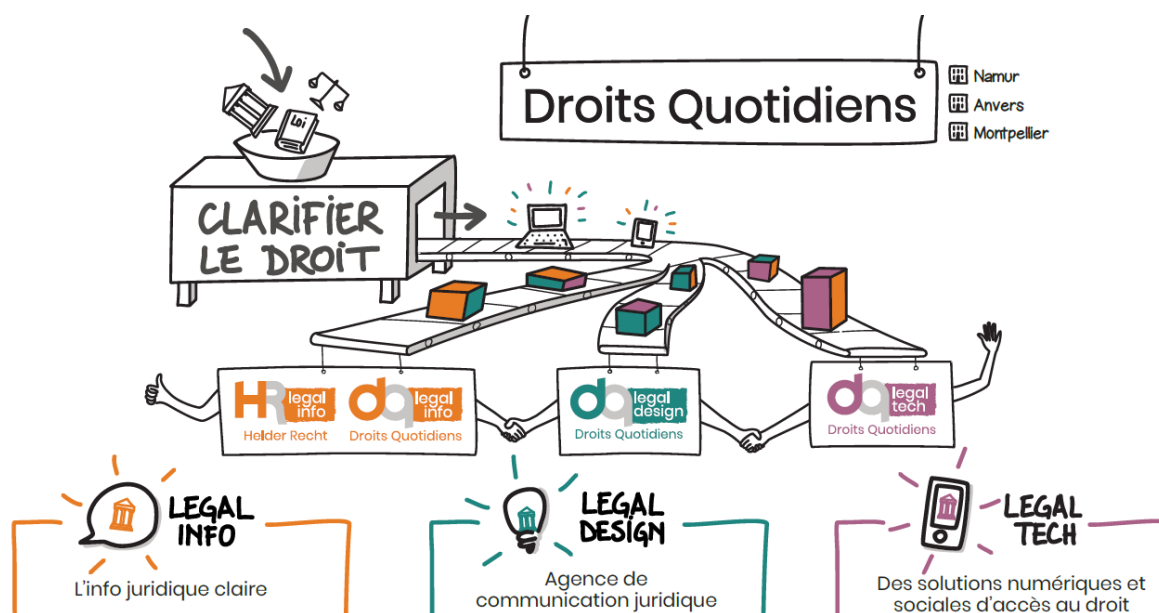 Droits Quotidiens
Namur
Anvers
Montpellier
Loi
CLARIFIER
LE DROIT
HR legal
info
Helder Recht
dq legal
info
Droits Quotidiens
dq legal
design
Droits Quotidiens
dq legal
tech
Droits Quotidiens
LEGAL
INFO
L'info juridique claire
LEGAL
DESIGN
Agence de
communication juridique
LEGAL
TECH
Des solutions numériques et
sociales d'accès au droit